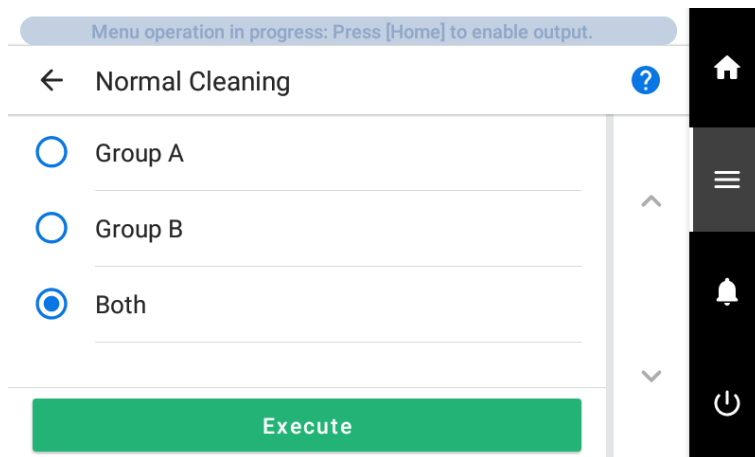 Menu operation in progress: Press [Home] to enable output.
Normal Cleaning
?
Group A
Group B
Both
Execute